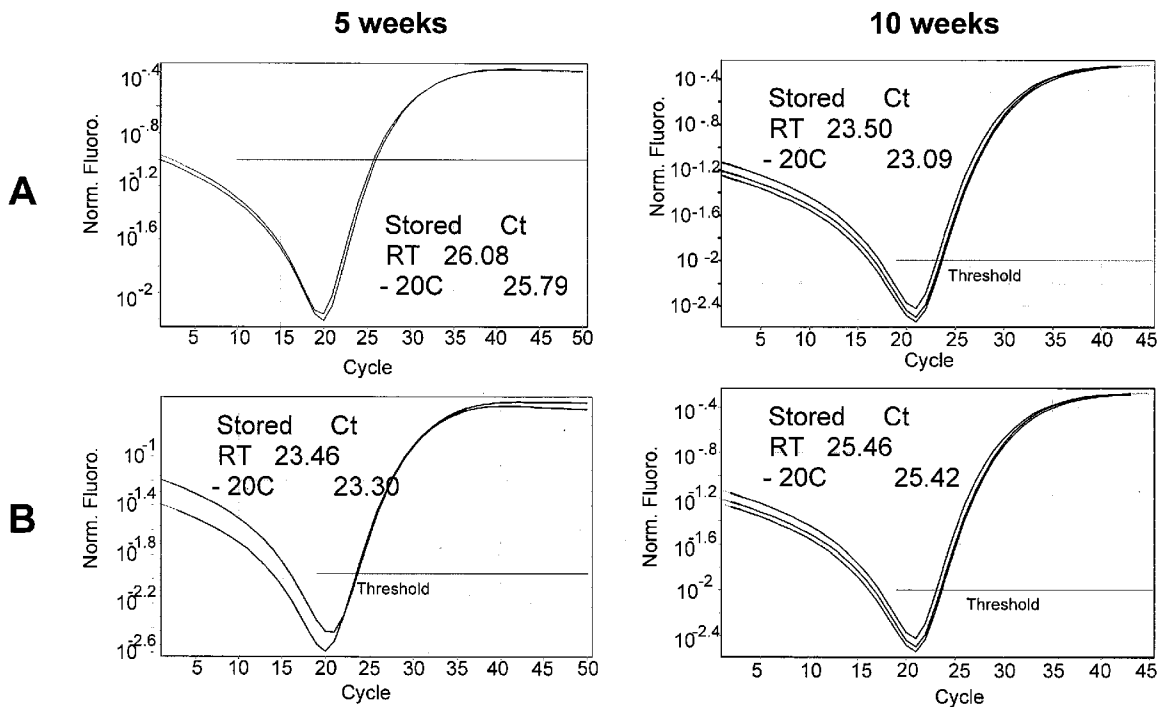 5 weeks
10 weeks
A
Norm. Fluoro.
10^-.4
10^-.8
10^-1.2
10^-1.6
10^-2
Stored Ct
RT 26.08
- 20C 25.79
5 10 15 20 25 30 35 40 45 50
Cycle
Norm. Fluoro.
10^-.4
10^-.8
10^-1.2
10^-1.6
10^-2
10^-2.4
Stored Ct
RT 23.50
- 20C 23.09
Threshold
5 10 15 20 25 30 35 40 45
Cycle
B
Norm. Fluoro.
10^-1
10^-1.4
10^-1.8
10^-2.2
10^-2.6
Stored Ct
RT 23.46
- 20C 23.30
Threshold
5 10 15 20 25 30 35 40 45 50
Cycle
Norm. Fluoro.
10^-.4
10^-.8
10^-1.2
10^-1.6
10^-2
10^-2.4
Stored Ct
RT 25.46
- 20C 25.42
Threshold
5 10 15 20 25 30 35 40 45
Cycle